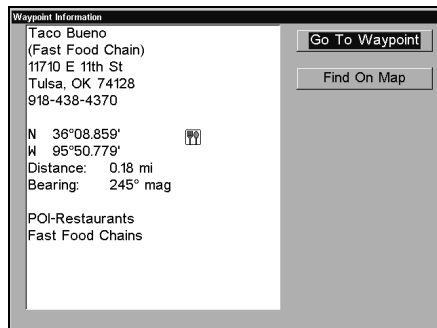 Waypoint Information
Taco Bueno
(Fast Food Chain)
11710 E 11th St
Tulsa, OK 74128
918-438-4370
N 36°08.859'
W 95°50.779'
Distance: 0.18 mi
Bearing: 245° mag
POI-Restaurants
Fast Food Chains
Go To Waypoint
Find On Map